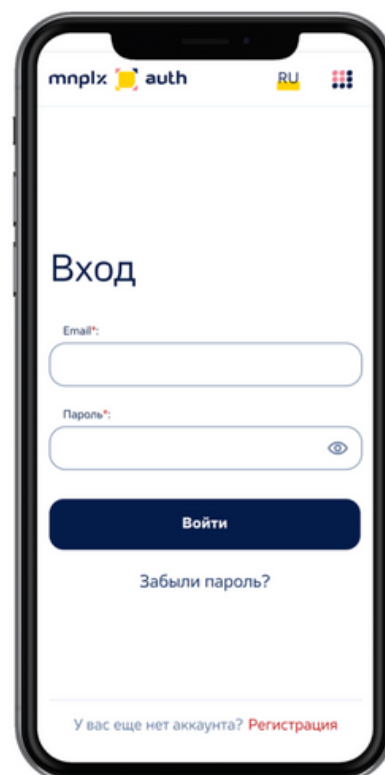 mnplx auth RU
Вход
Email*:
Пароль*:
Войти
Забыли пароль?
У вас еще нет аккаунта? Регистрация